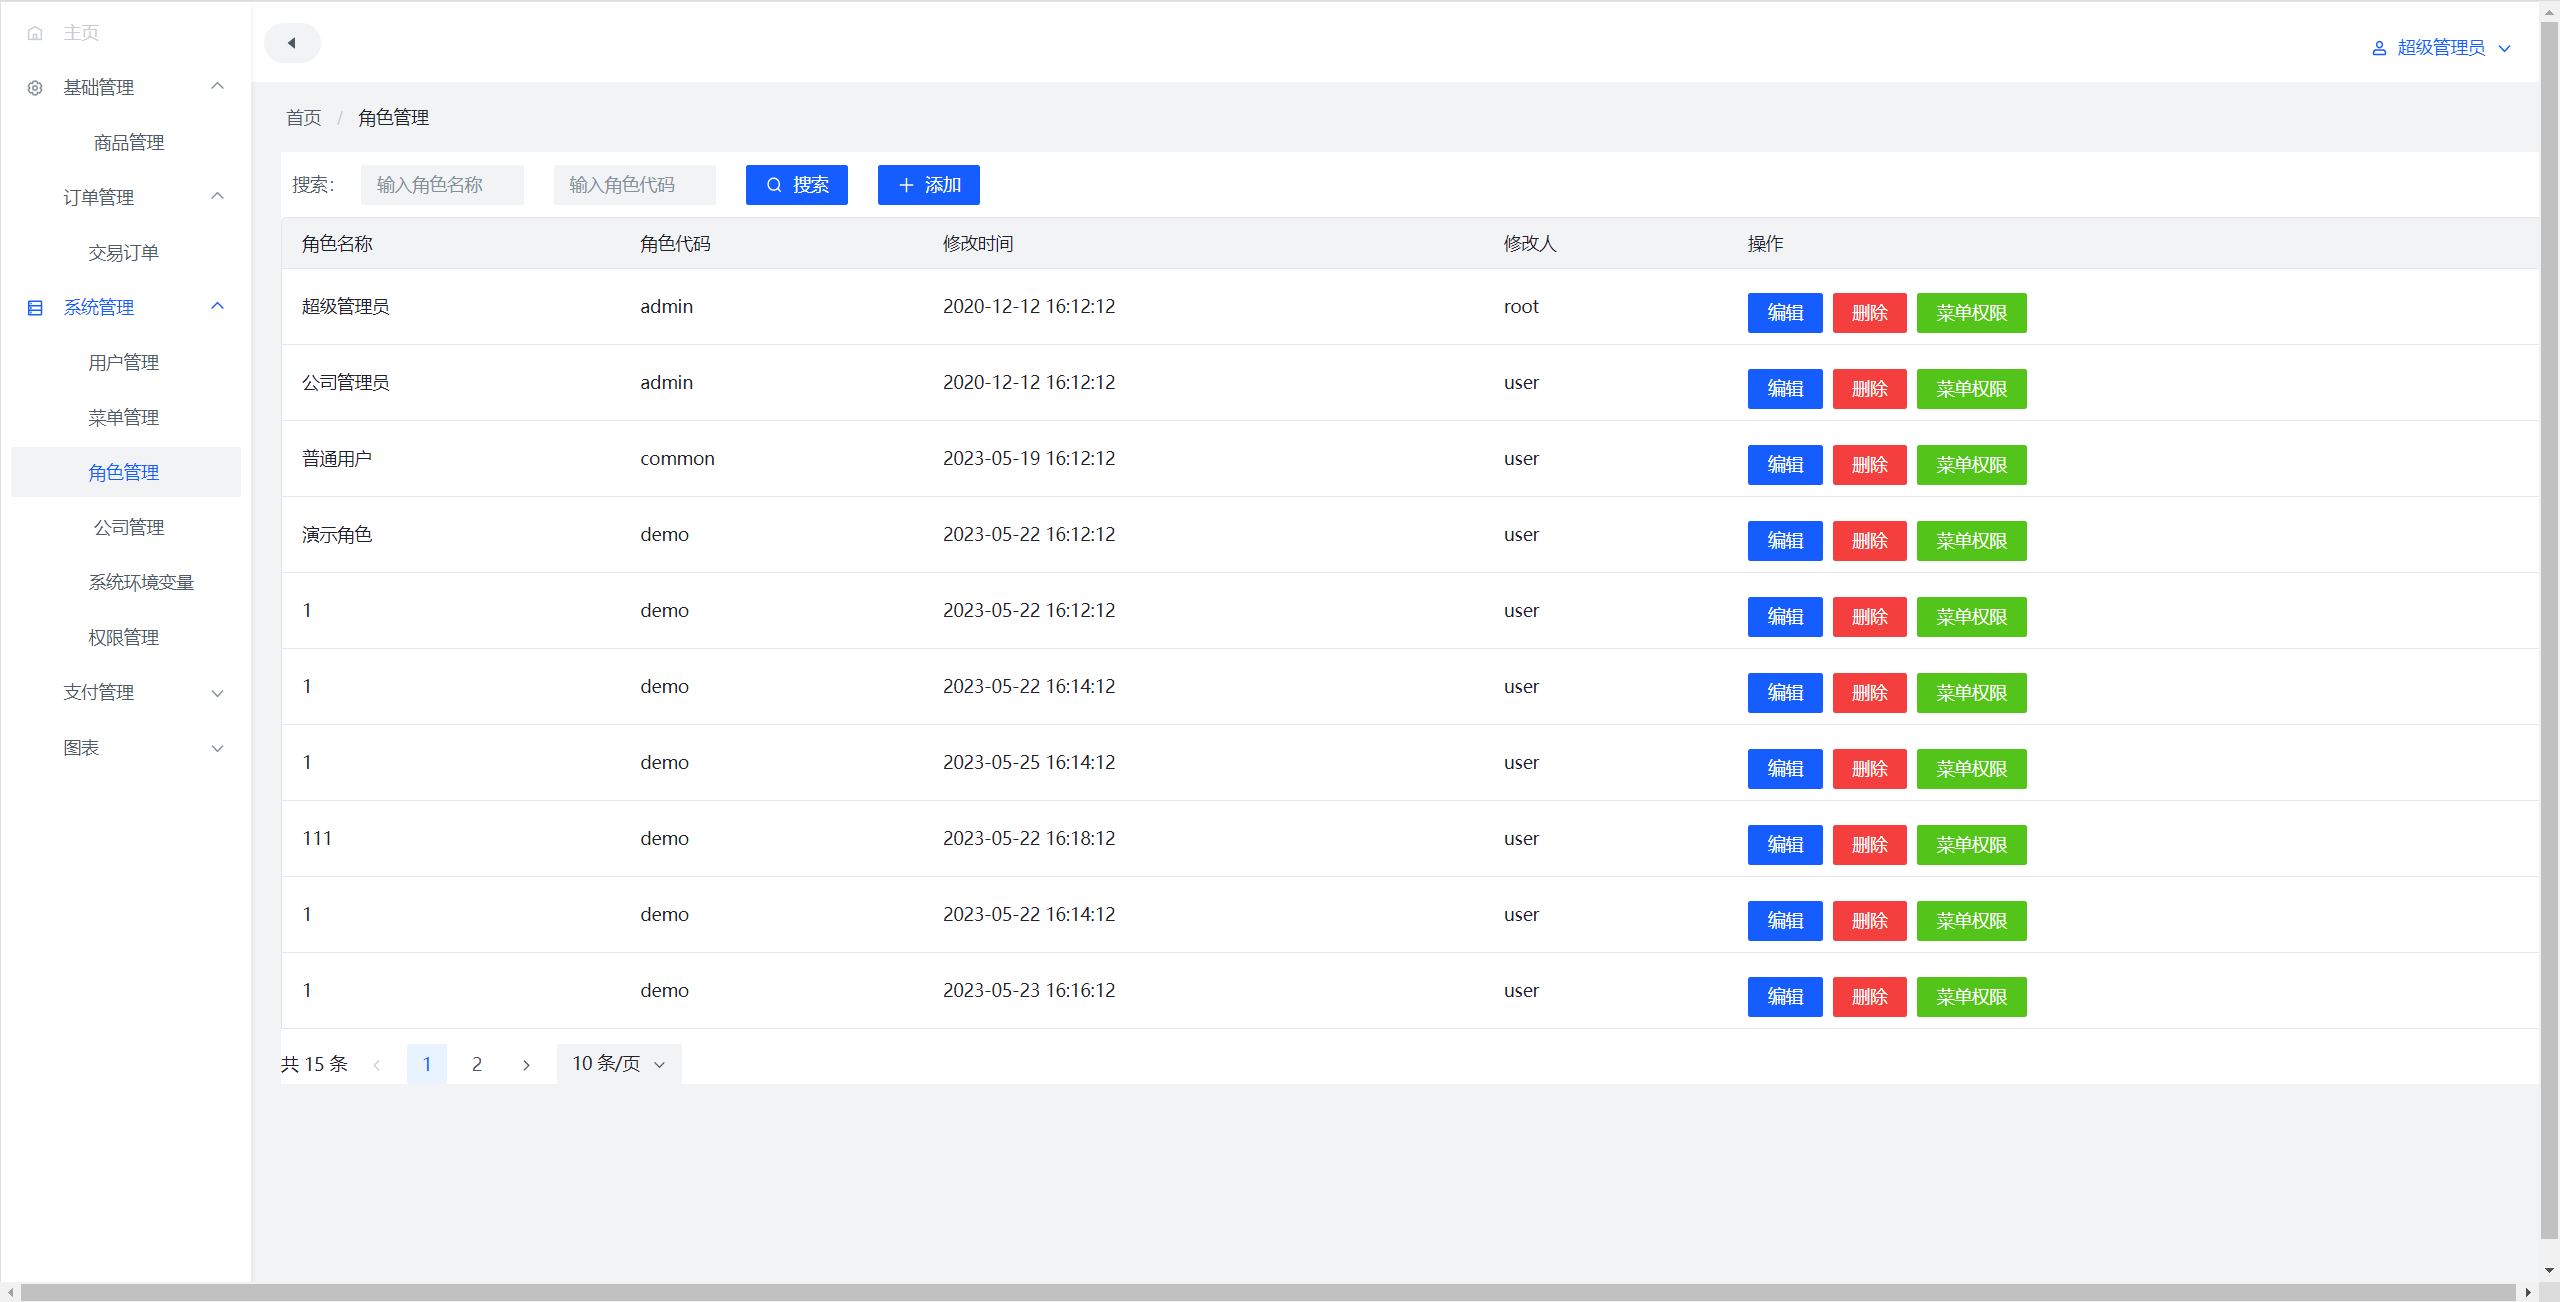 主页
基础管理
商品管理
订单管理
交易订单
系统管理
用户管理
菜单管理
角色管理
公司管理
系统环境变量
权限管理
支付管理
图表
超级管理员
首页 / 角色管理
搜索： 输入角色名称 输入角色代码 搜索 添加
角色名称 角色代码 修改时间 修改人 操作
超级管理员 admin 2020-12-12 16:12:12 root 编辑 删除 菜单权限
公司管理员 admin 2020-12-12 16:12:12 user 编辑 删除 菜单权限
普通用户 common 2023-05-19 16:12:12 user 编辑 删除 菜单权限
演示角色 demo 2023-05-22 16:12:12 user 编辑 删除 菜单权限
1 demo 2023-05-22 16:12:12 user 编辑 删除 菜单权限
1 demo 2023-05-22 16:14:12 user 编辑 删除 菜单权限
1 demo 2023-05-25 16:14:12 user 编辑 删除 菜单权限
111 demo 2023-05-22 16:18:12 user 编辑 删除 菜单权限
1 demo 2023-05-22 16:14:12 user 编辑 删除 菜单权限
1 demo 2023-05-23 16:16:12 user 编辑 删除 菜单权限
共 15 条 1 2 10 条/页